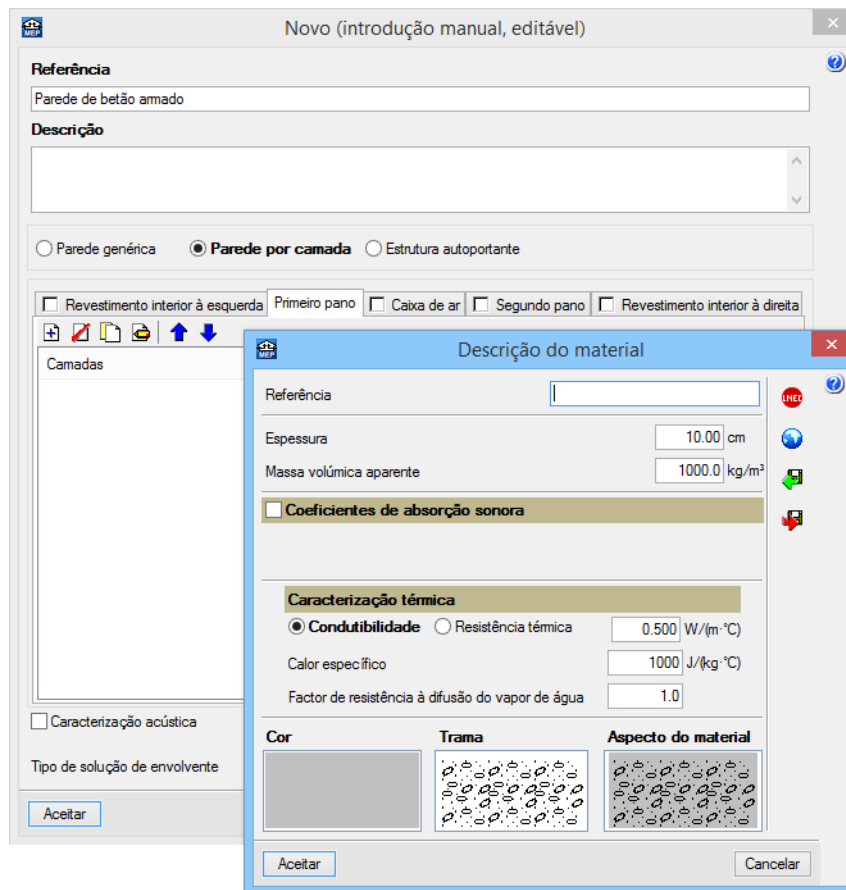 MEP
Novo (introdução manual, editável)
Referência
Parede de betão armado
Descrição
Parede genérica Parede por camada Estrutura autoportante
Revestimento interior à esquerda Primeiro pano Caixa de ar Segundo pano Revestimento interior à direita
Camadas
MEP
Descrição do material
Referência
LNEC
Espessura 10.00 cm
Massa volúmica aparente 1000.0 kg/m³
Coeficientes de absorção sonora
Caracterização térmica
Condutibilidade Resistência térmica 0.500 W/(m·°C)
Calor específico 1000 J/(kg·°C)
Factor de resistência à difusão do vapor de água 1.0
Cor Trama Aspecto do material
Aceitar Cancelar
Caracterização acústica
Tipo de solução de envolvente
Aceitar